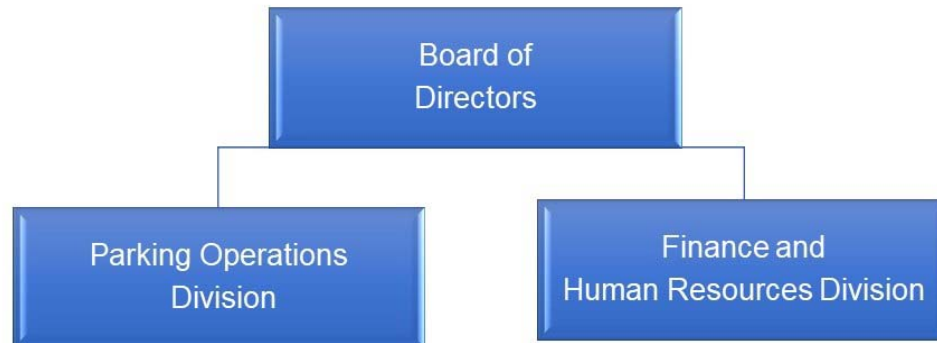 Board of
Directors
Parking Operations
Division
Finance and
Human Resources Division